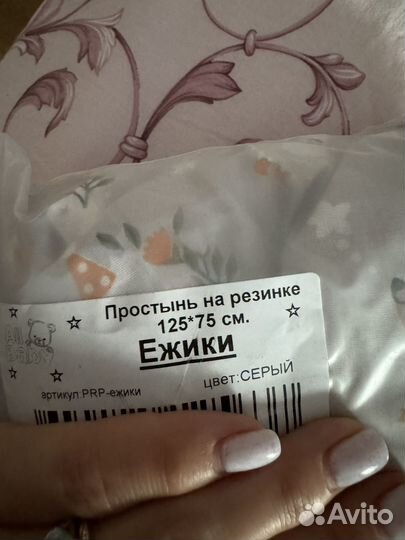 Простынь на резинке
125*75 см.
Ежики
цвет:СЕРЫЙ
артикул:PRP-ежики
Avito